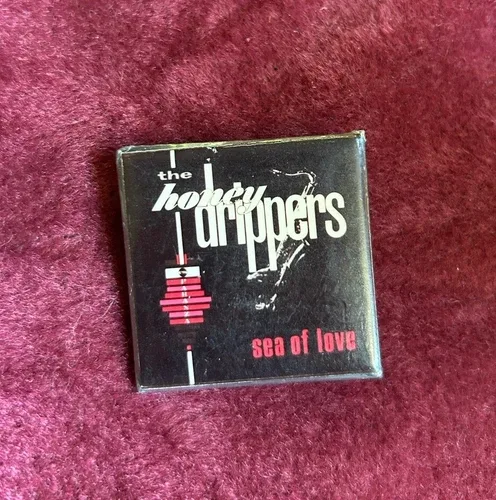 the
honey
drippers
sea of love